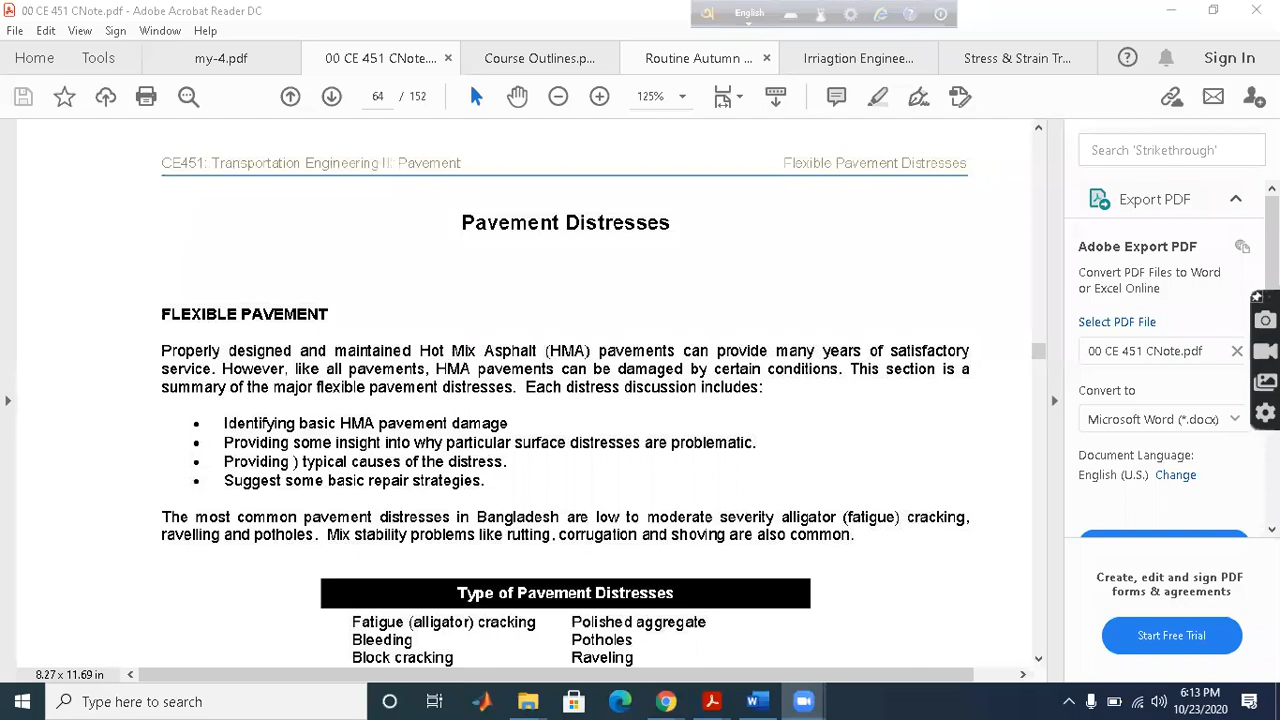 00 CE 451 CNote.pdf - Adobe Acrobat Reader DC
English
File Edit View Sign Window Help
Home Tools my-4.pdf 00 CE 451 CNote.... × Course Outlines.p... Routine Autumn ... × Irriagtion Enginee... Stress & Strain Tr... Sign In
64 / 152 125%
CE451: Transportation Engineering II: Pavement Flexible Pavement Distresses
Pavement Distresses
FLEXIBLE PAVEMENT
Properly designed and maintained Hot Mix Asphalt (HMA) pavements can provide many years of satisfactory
service. However, like all pavements, HMA pavements can be damaged by certain conditions. This section is a
summary of the major flexible pavement distresses. Each distress discussion includes:
• Identifying basic HMA pavement damage
• Providing some insight into why particular surface distresses are problematic.
• Providing ) typical causes of the distress.
• Suggest some basic repair strategies.
The most common pavement distresses in Bangladesh are low to moderate severity alligator (fatigue) cracking,
ravelling and potholes. Mix stability problems like rutting, corrugation and shoving are also common.
Type of Pavement Distresses
Fatigue (alligator) cracking Polished aggregate
Bleeding Potholes
Block cracking Raveling
8.27 x 11.69 in
Search 'Strikethrough'
Export PDF
Adobe Export PDF
Convert PDF Files to Word
or Excel Online
Select PDF File
00 CE 451 CNote.pdf ×
Convert to
Microsoft Word (*.docx)
Document Language:
English (U.S.) Change
Create, edit and sign PDF
forms & agreements
Start Free Trial
Type here to search
6:13 PM
10/23/2020